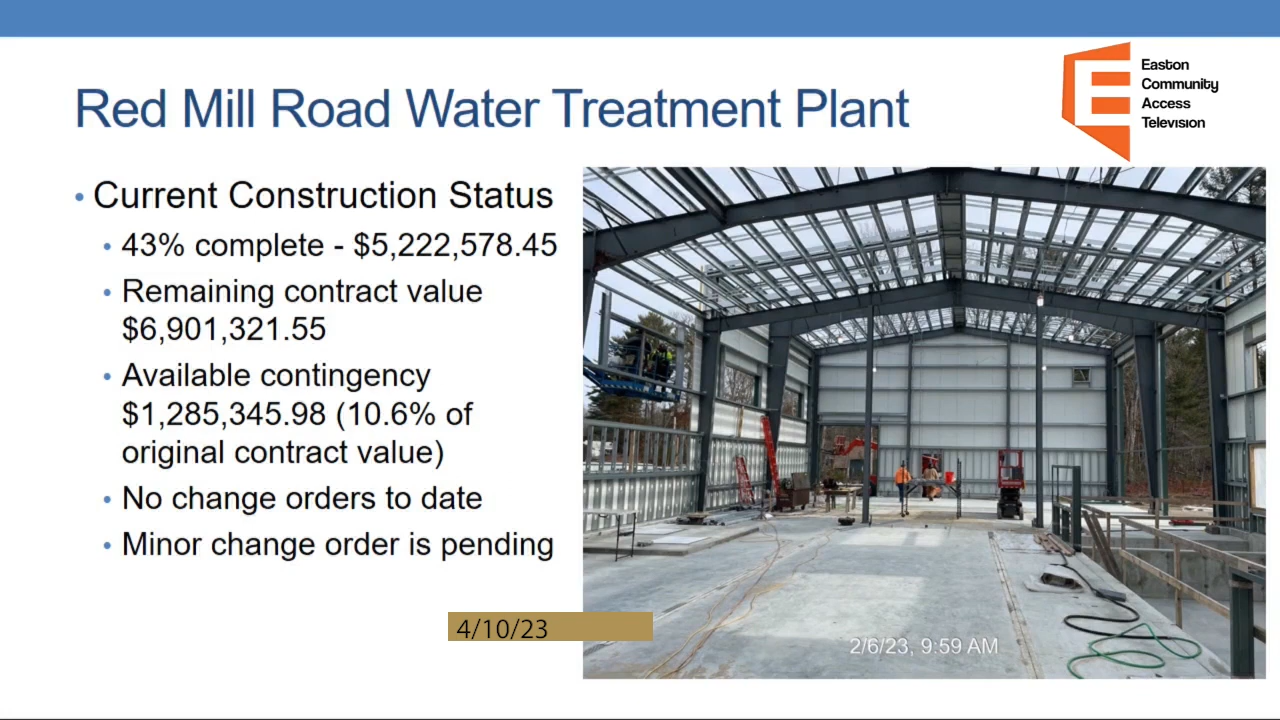 Easton
Community
Access
Television
Red Mill Road Water Treatment Plant
• Current Construction Status
• 43% complete - $5,222,578.45
• Remaining contract value
$6,901,321.55
• Available contingency
$1,285,345.98 (10.6% of
original contract value)
• No change orders to date
• Minor change order is pending
4/10/23
2/6/23, 9:59 AM